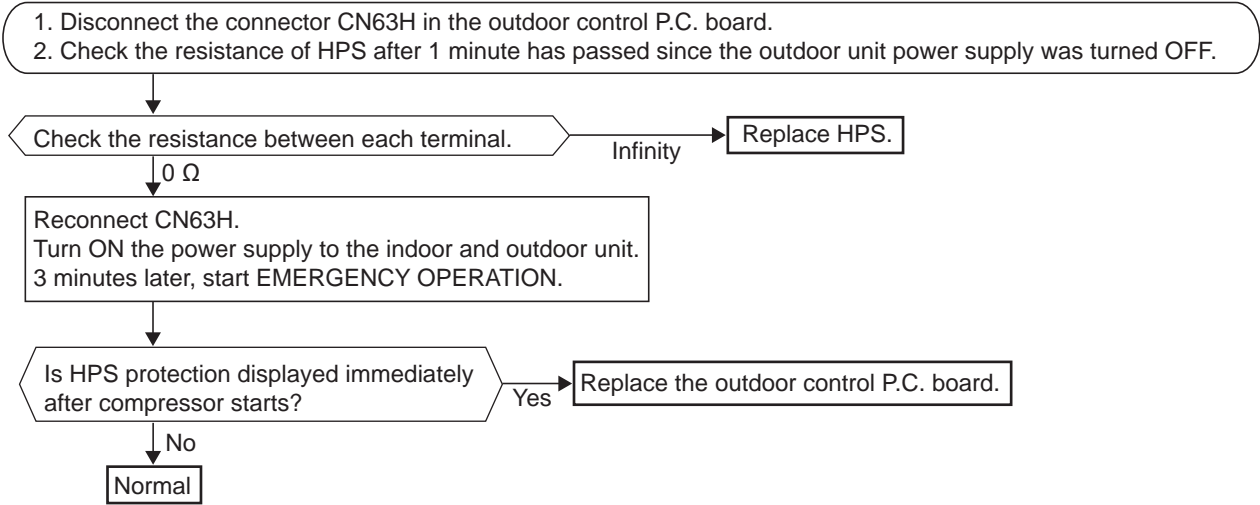 1. Disconnect the connector CN63H in the outdoor control P.C. board.
2. Check the resistance of HPS after 1 minute has passed since the outdoor unit power supply was turned OFF.
Check the resistance between each terminal.
Infinity
Replace HPS.
0 Ω
Reconnect CN63H.
Turn ON the power supply to the indoor and outdoor unit.
3 minutes later, start EMERGENCY OPERATION.
Is HPS protection displayed immediately
after compressor starts?
Yes
Replace the outdoor control P.C. board.
No
Normal